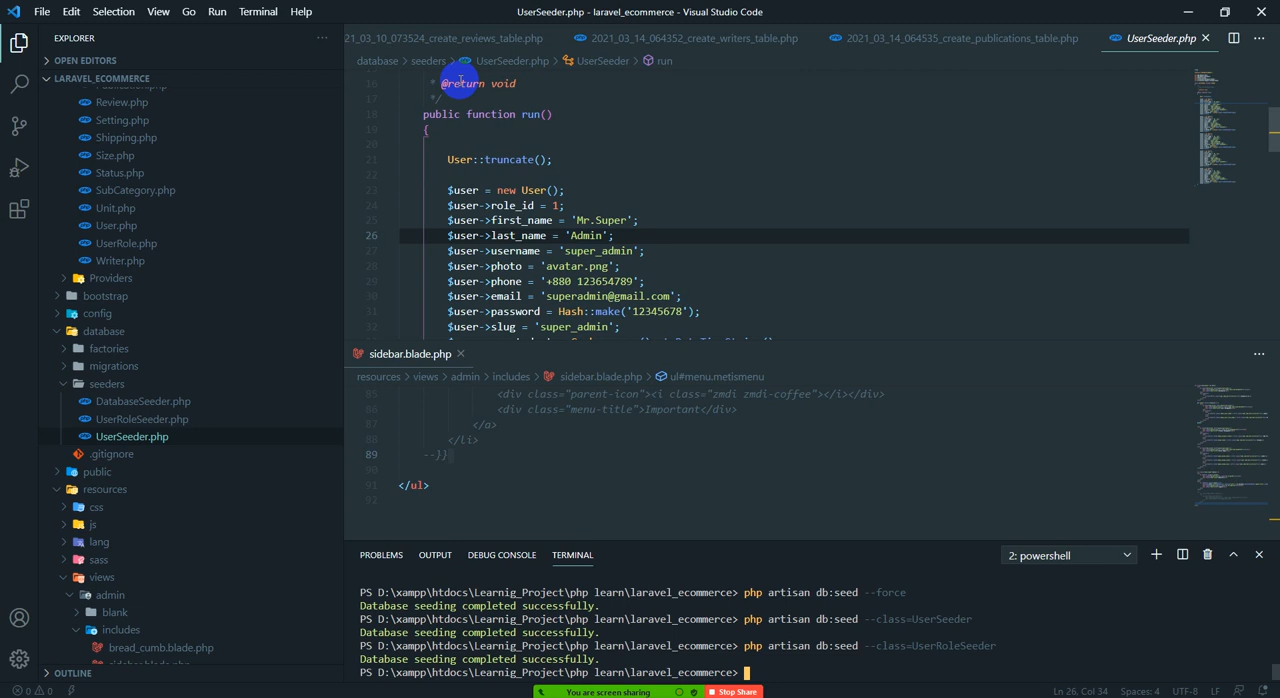 File Edit Selection View Go Run Terminal Help
UserSeeder.php - laravel_ecommerce - Visual Studio Code
EXPLORER
OPEN EDITORS
LARAVEL_ECOMMERCE
Review.php
Setting.php
Shipping.php
Size.php
Status.php
SubCategory.php
Unit.php
User.php
UserRole.php
Writer.php
Providers
bootstrap
config
database
factories
migrations
seeders
DatabaseSeeder.php
UserRoleSeeder.php
UserSeeder.php
.gitignore
public
resources
css
js
lang
sass
views
admin
blank
includes
bread_cumb.blade.php
OUTLINE
21_03_10_073524_create_reviews_table.php
2021_03_14_064352_create_writers_table.php
2021_03_14_064535_create_publications_table.php
UserSeeder.php
database > seeders > UserSeeder.php > UserSeeder > run
16 * @return void
17 */
18 public function run()
19 {
20
21 User::truncate();
22
23 $user = new User();
24 $user->role_id = 1;
25 $user->first_name = 'Mr.Super';
26 $user->last_name = 'Admin';
27 $user->username = 'super_admin';
28 $user->photo = 'avatar.png';
29 $user->phone = '+880 123654789';
30 $user->email = 'superadmin@gmail.com';
31 $user->password = Hash::make('12345678');
32 $user->slug = 'super_admin';
sidebar.blade.php
resources > views > admin > includes > sidebar.blade.php > ul#menu.metismenu
85 <div class="parent-icon"><i class="zmdi zmdi-coffee"></i></div>
86 <div class="menu-title">Important</div>
87 </a>
88 </li>
89 --}}
90
91 </ul>
92
PROBLEMS OUTPUT DEBUG CONSOLE TERMINAL
2: powershell
PS D:\xampp\htdocs\Learnig_Project\php learn\laravel_ecommerce> php artisan db:seed --force
Database seeding completed successfully.
PS D:\xampp\htdocs\Learnig_Project\php learn\laravel_ecommerce> php artisan db:seed --class=UserSeeder
Database seeding completed successfully.
PS D:\xampp\htdocs\Learnig_Project\php learn\laravel_ecommerce> php artisan db:seed --class=UserRoleSeeder
Database seeding completed successfully.
PS D:\xampp\htdocs\Learnig_Project\php learn\laravel_ecommerce>
0 0
You are screen sharing
Stop Share
Ln 26, Col 34 Spaces: 4 UTF-8 LF